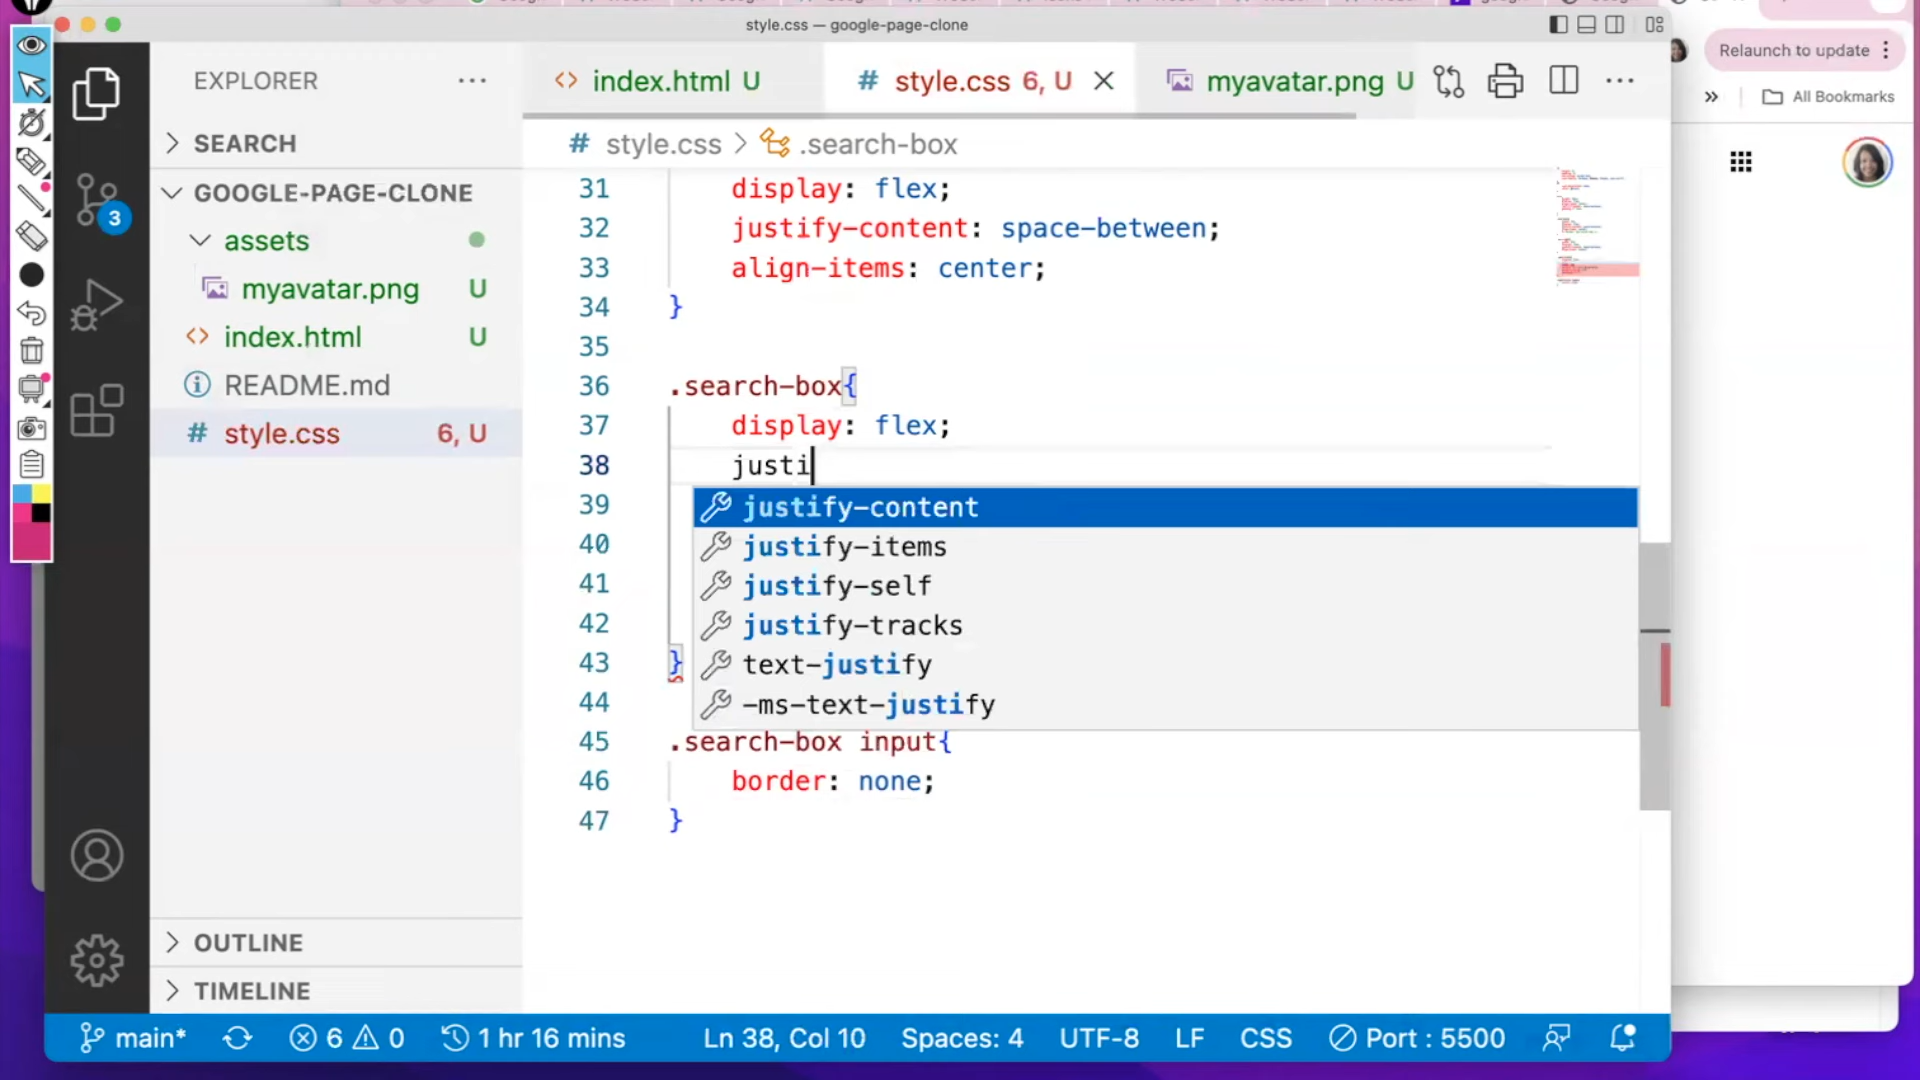 style.css — google-page-clone
Relaunch to update
All Bookmarks
EXPLORER
index.html U
# style.css 6, U
myavatar.png U
SEARCH
# style.css > .search-box
GOOGLE-PAGE-CLONE
assets
myavatar.png U
index.html U
README.md
# style.css 6, U
3
31 display: flex;
32 justify-content: space-between;
33 align-items: center;
34 }
35
36 .search-box{
37 display: flex;
38 justi
39
40
41
42
43 }
44
justify-content
justify-items
justify-self
justify-tracks
text-justify
-ms-text-justify
45 .search-box input{
46 border: none;
47 }
OUTLINE
TIMELINE
main* 6 0 1 hr 16 mins Ln 38, Col 10 Spaces: 4 UTF-8 LF CSS Port : 5500